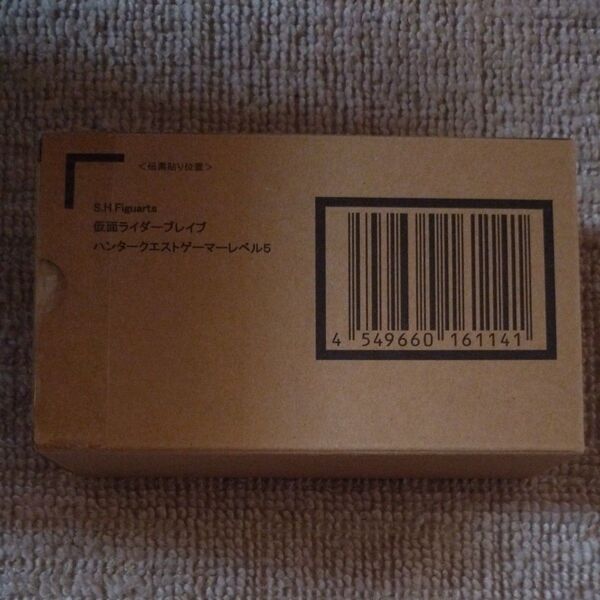 ＜伝票貼り位置＞
S.H.Figuarts
仮面ライダーブレイブ
ハンタークエストゲーマーレベル5
4 549660 161141